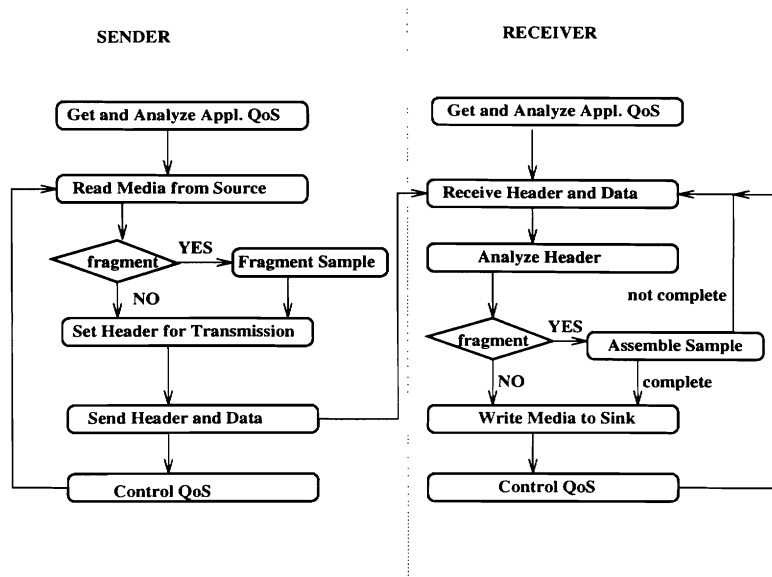 SENDER
Get and Analyze Appl. QoS
Read Media from Source
fragment
YES
Fragment Sample
NO
Set Header for Transmission
Send Header and Data
Control QoS
RECEIVER
Get and Analyze Appl. QoS
Receive Header and Data
Analyze Header
not complete
fragment
YES
Assemble Sample
NO
complete
Write Media to Sink
Control QoS